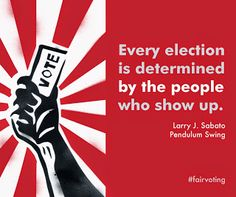 VOTE
Every election
is determined
by the people
who show up.
Larry J. Sabato
Pendulum Swing
#fairvoting